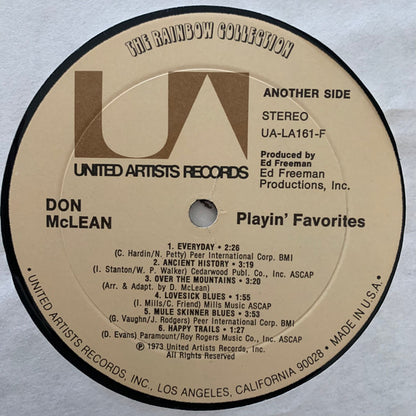 THE RAINBOW COLLECTION
UA
UNITED ARTISTS RECORDS
ANOTHER SIDE
STEREO
UA-LA161-F
Produced by
Ed Freeman
Ed Freeman
Productions, Inc.
DON
McLEAN
Playin' Favorites
1. EVERYDAY • 2:26
(C. Hardin/N. Petty) Peer International Corp. BMI
2. ANCIENT HISTORY • 3:19
(I. Stanton/W. P. Walker) Cedarwood Publ. Co., Inc. ASCAP
3. OVER THE MOUNTAINS • 3:20
(Arr. & Adapt. by D. McLean)
4. LOVESICK BLUES • 1:55
(I. Mills/C. Friend) Mills Music ASCAP
5. MULE SKINNER BLUES • 3:53
(G. Vaughn/J. Rodgers) Peer International Corp. BMI
6. HAPPY TRAILS • 1:27
(D. Evans) Paramount/Roy Rogers Music Co., Inc. ASCAP
℗ 1973 United Artists Records, Inc.
All Rights Reserved
• UNITED ARTISTS RECORDS, INC., LOS ANGELES, CALIFORNIA 90028 • MADE IN U.S.A. •